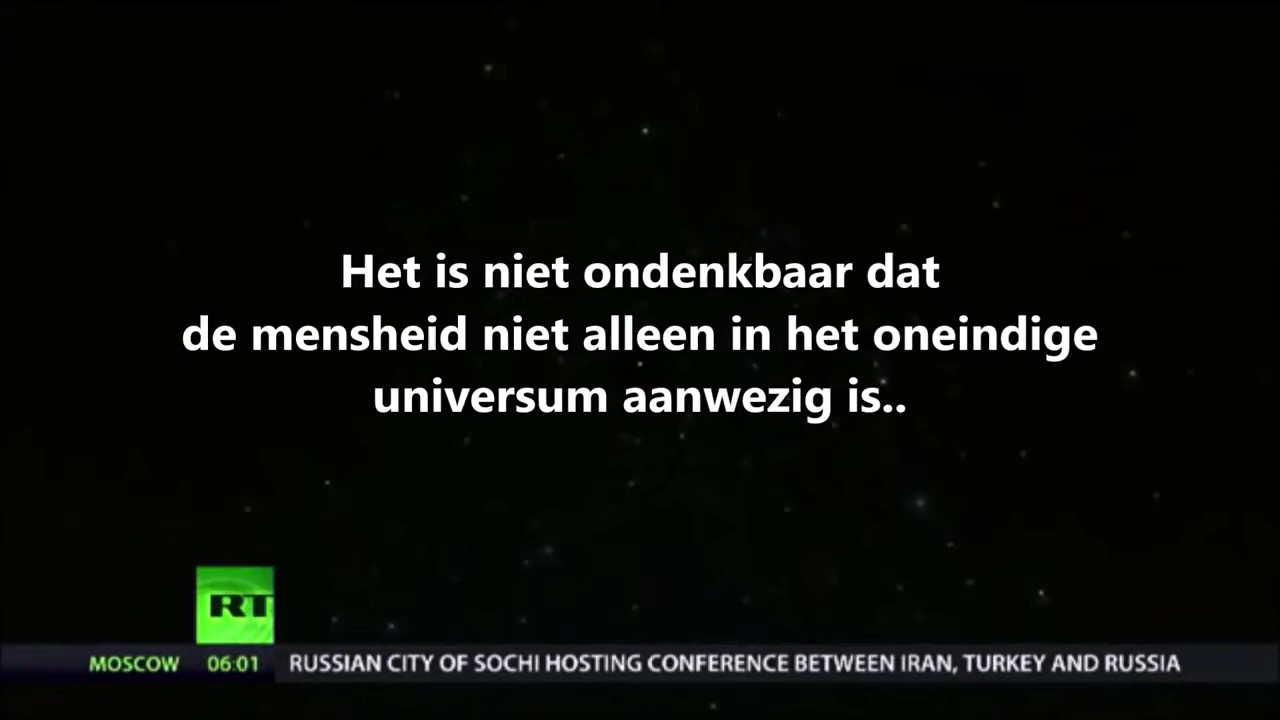 Het is niet ondenkbaar dat
de mensheid niet alleen in het oneindige
universum aanwezig is..
RT
MOSCOW 06:01 RUSSIAN CITY OF SOCHI HOSTING CONFERENCE BETWEEN IRAN, TURKEY AND RUSSIA